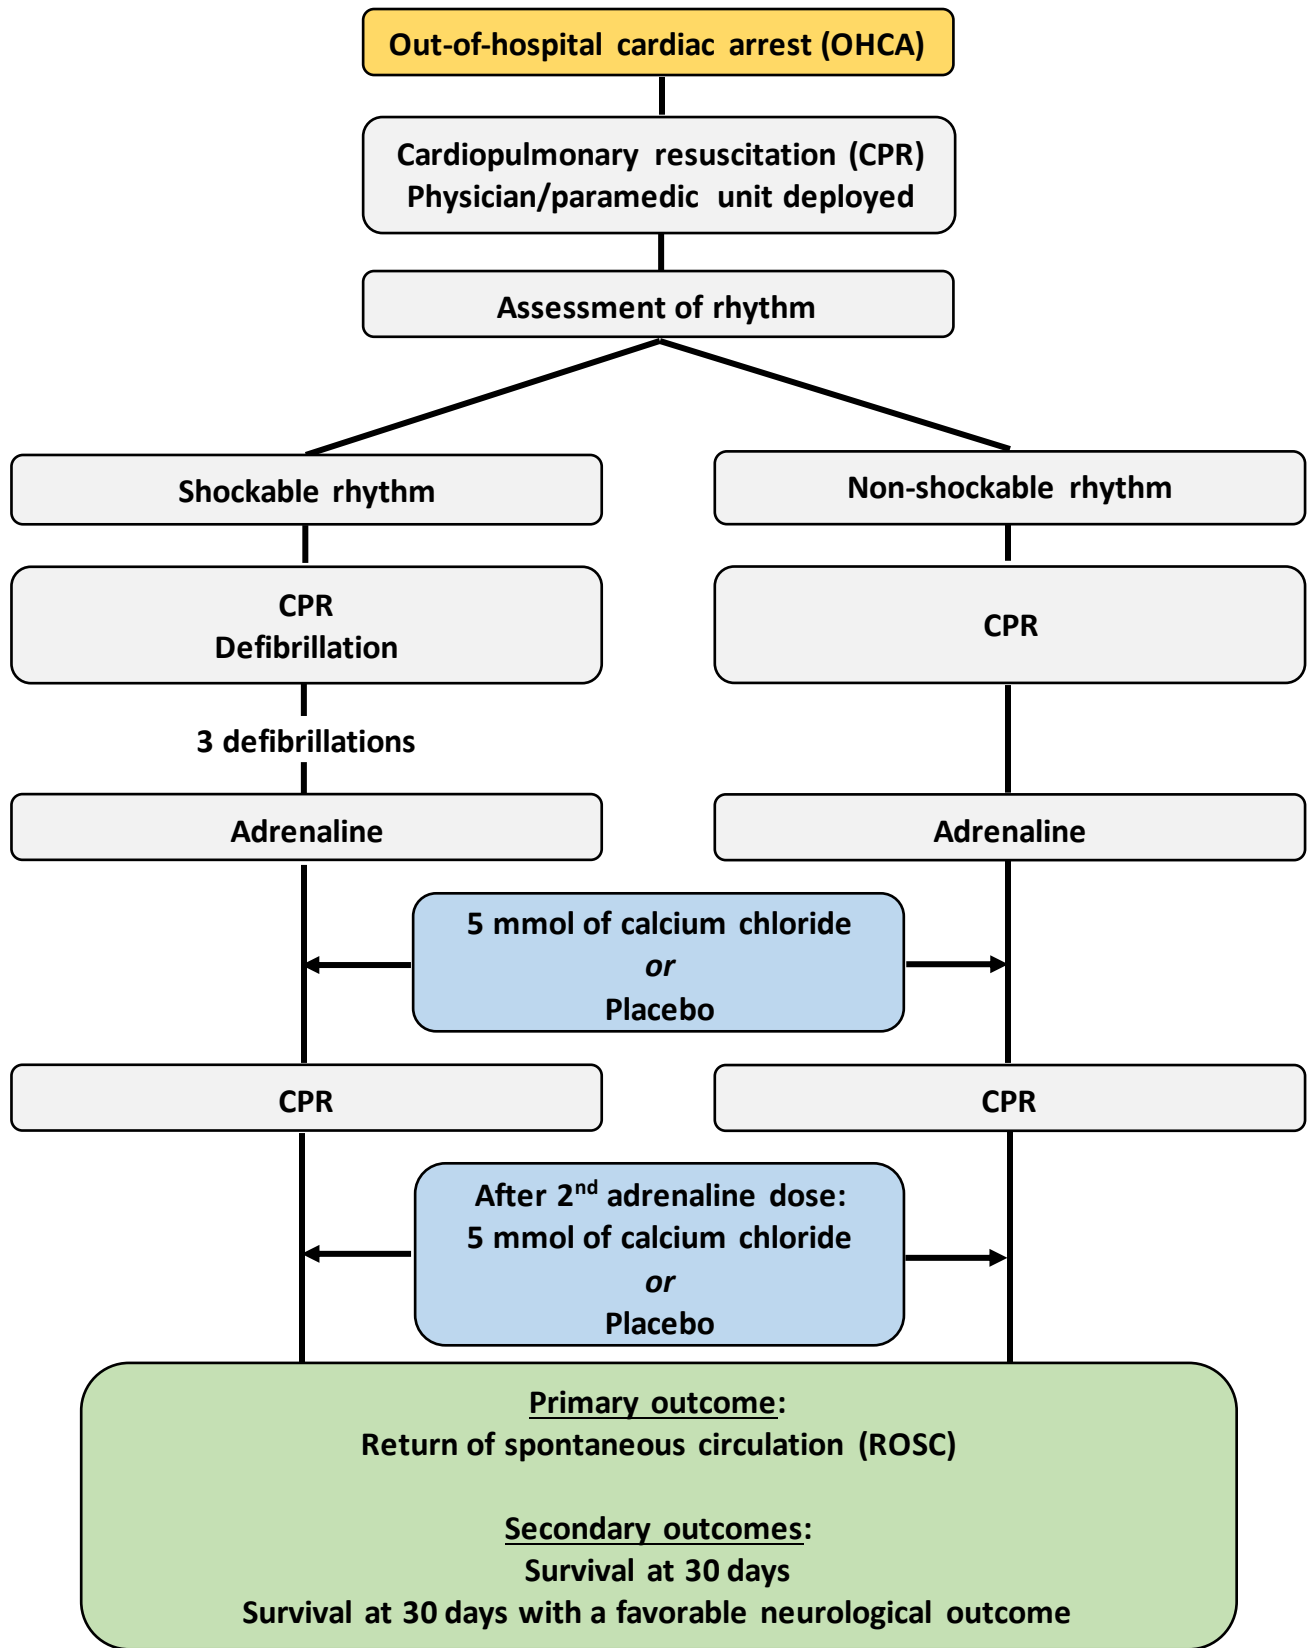 Out-of-hospital cardiac arrest (OHCA)
Cardiopulmonary resuscitation (CPR)
Physician/paramedic unit deployed
Assessment of rhythm
Shockable rhythm
Non-shockable rhythm
CPR
Defibrillation
CPR
3 defibrillations
Adrenaline
Adrenaline
5 mmol of calcium chloride
or
Placebo
CPR
CPR
After 2nd adrenaline dose:
5 mmol of calcium chloride
or
Placebo
Primary outcome:
Return of spontaneous circulation (ROSC)
Secondary outcomes:
Survival at 30 days
Survival at 30 days with a favorable neurological outcome